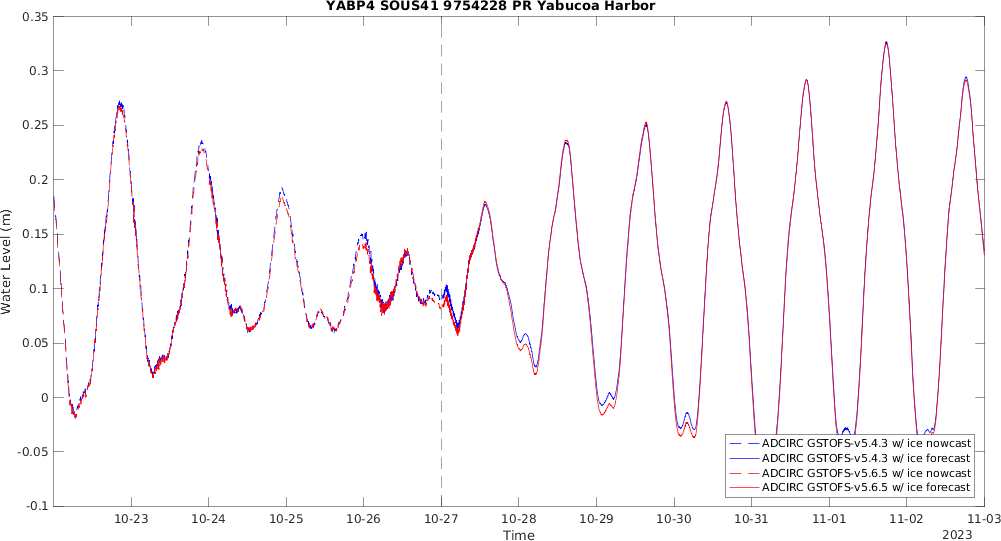 YABP4 SOUS41 9754228 PR Yabucoa Harbor
Water Level (m)
0.35
0.3
0.25
0.2
0.15
0.1
0.05
0
-0.05
-0.1
ADCIRC GSTOFS-v5.4.3 w/ ice nowcast
ADCIRC GSTOFS-v5.4.3 w/ ice forecast
ADCIRC GSTOFS-v5.6.5 w/ ice nowcast
ADCIRC GSTOFS-v5.6.5 w/ ice forecast
10-23 10-24 10-25 10-26 10-27 10-28 10-29 10-30 10-31 11-01 11-02 11-03
Time
2023